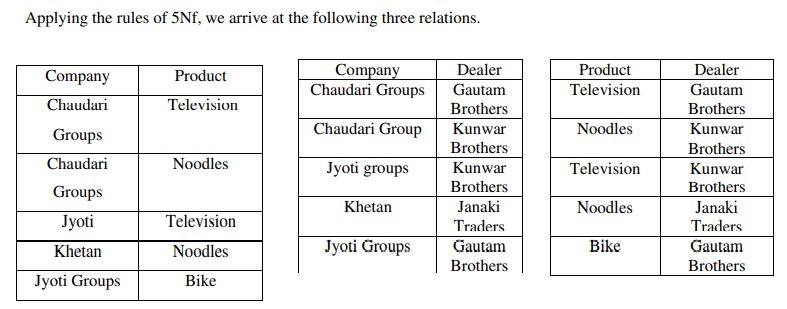 Applying the rules of 5Nf, we arrive at the following three relations.
Company Product
Chaudari Television
Groups
Chaudari Noodles
Groups
Jyoti Television
Khetan Noodles
Jyoti Groups Bike
Company Dealer
Chaudari Groups Gautam
Brothers
Chaudari Group Kunwar
Brothers
Jyoti groups Kunwar
Brothers
Khetan Janaki
Traders
Jyoti Groups Gautam
Brothers
Product Dealer
Television Gautam
Brothers
Noodles Kunwar
Brothers
Television Kunwar
Brothers
Noodles Janaki
Traders
Bike Gautam
Brothers